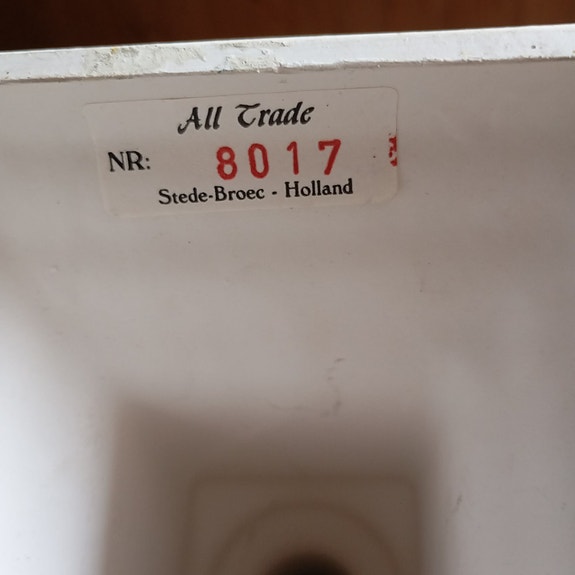 All Trade
NR: 8017
Stede-Broec - Holland